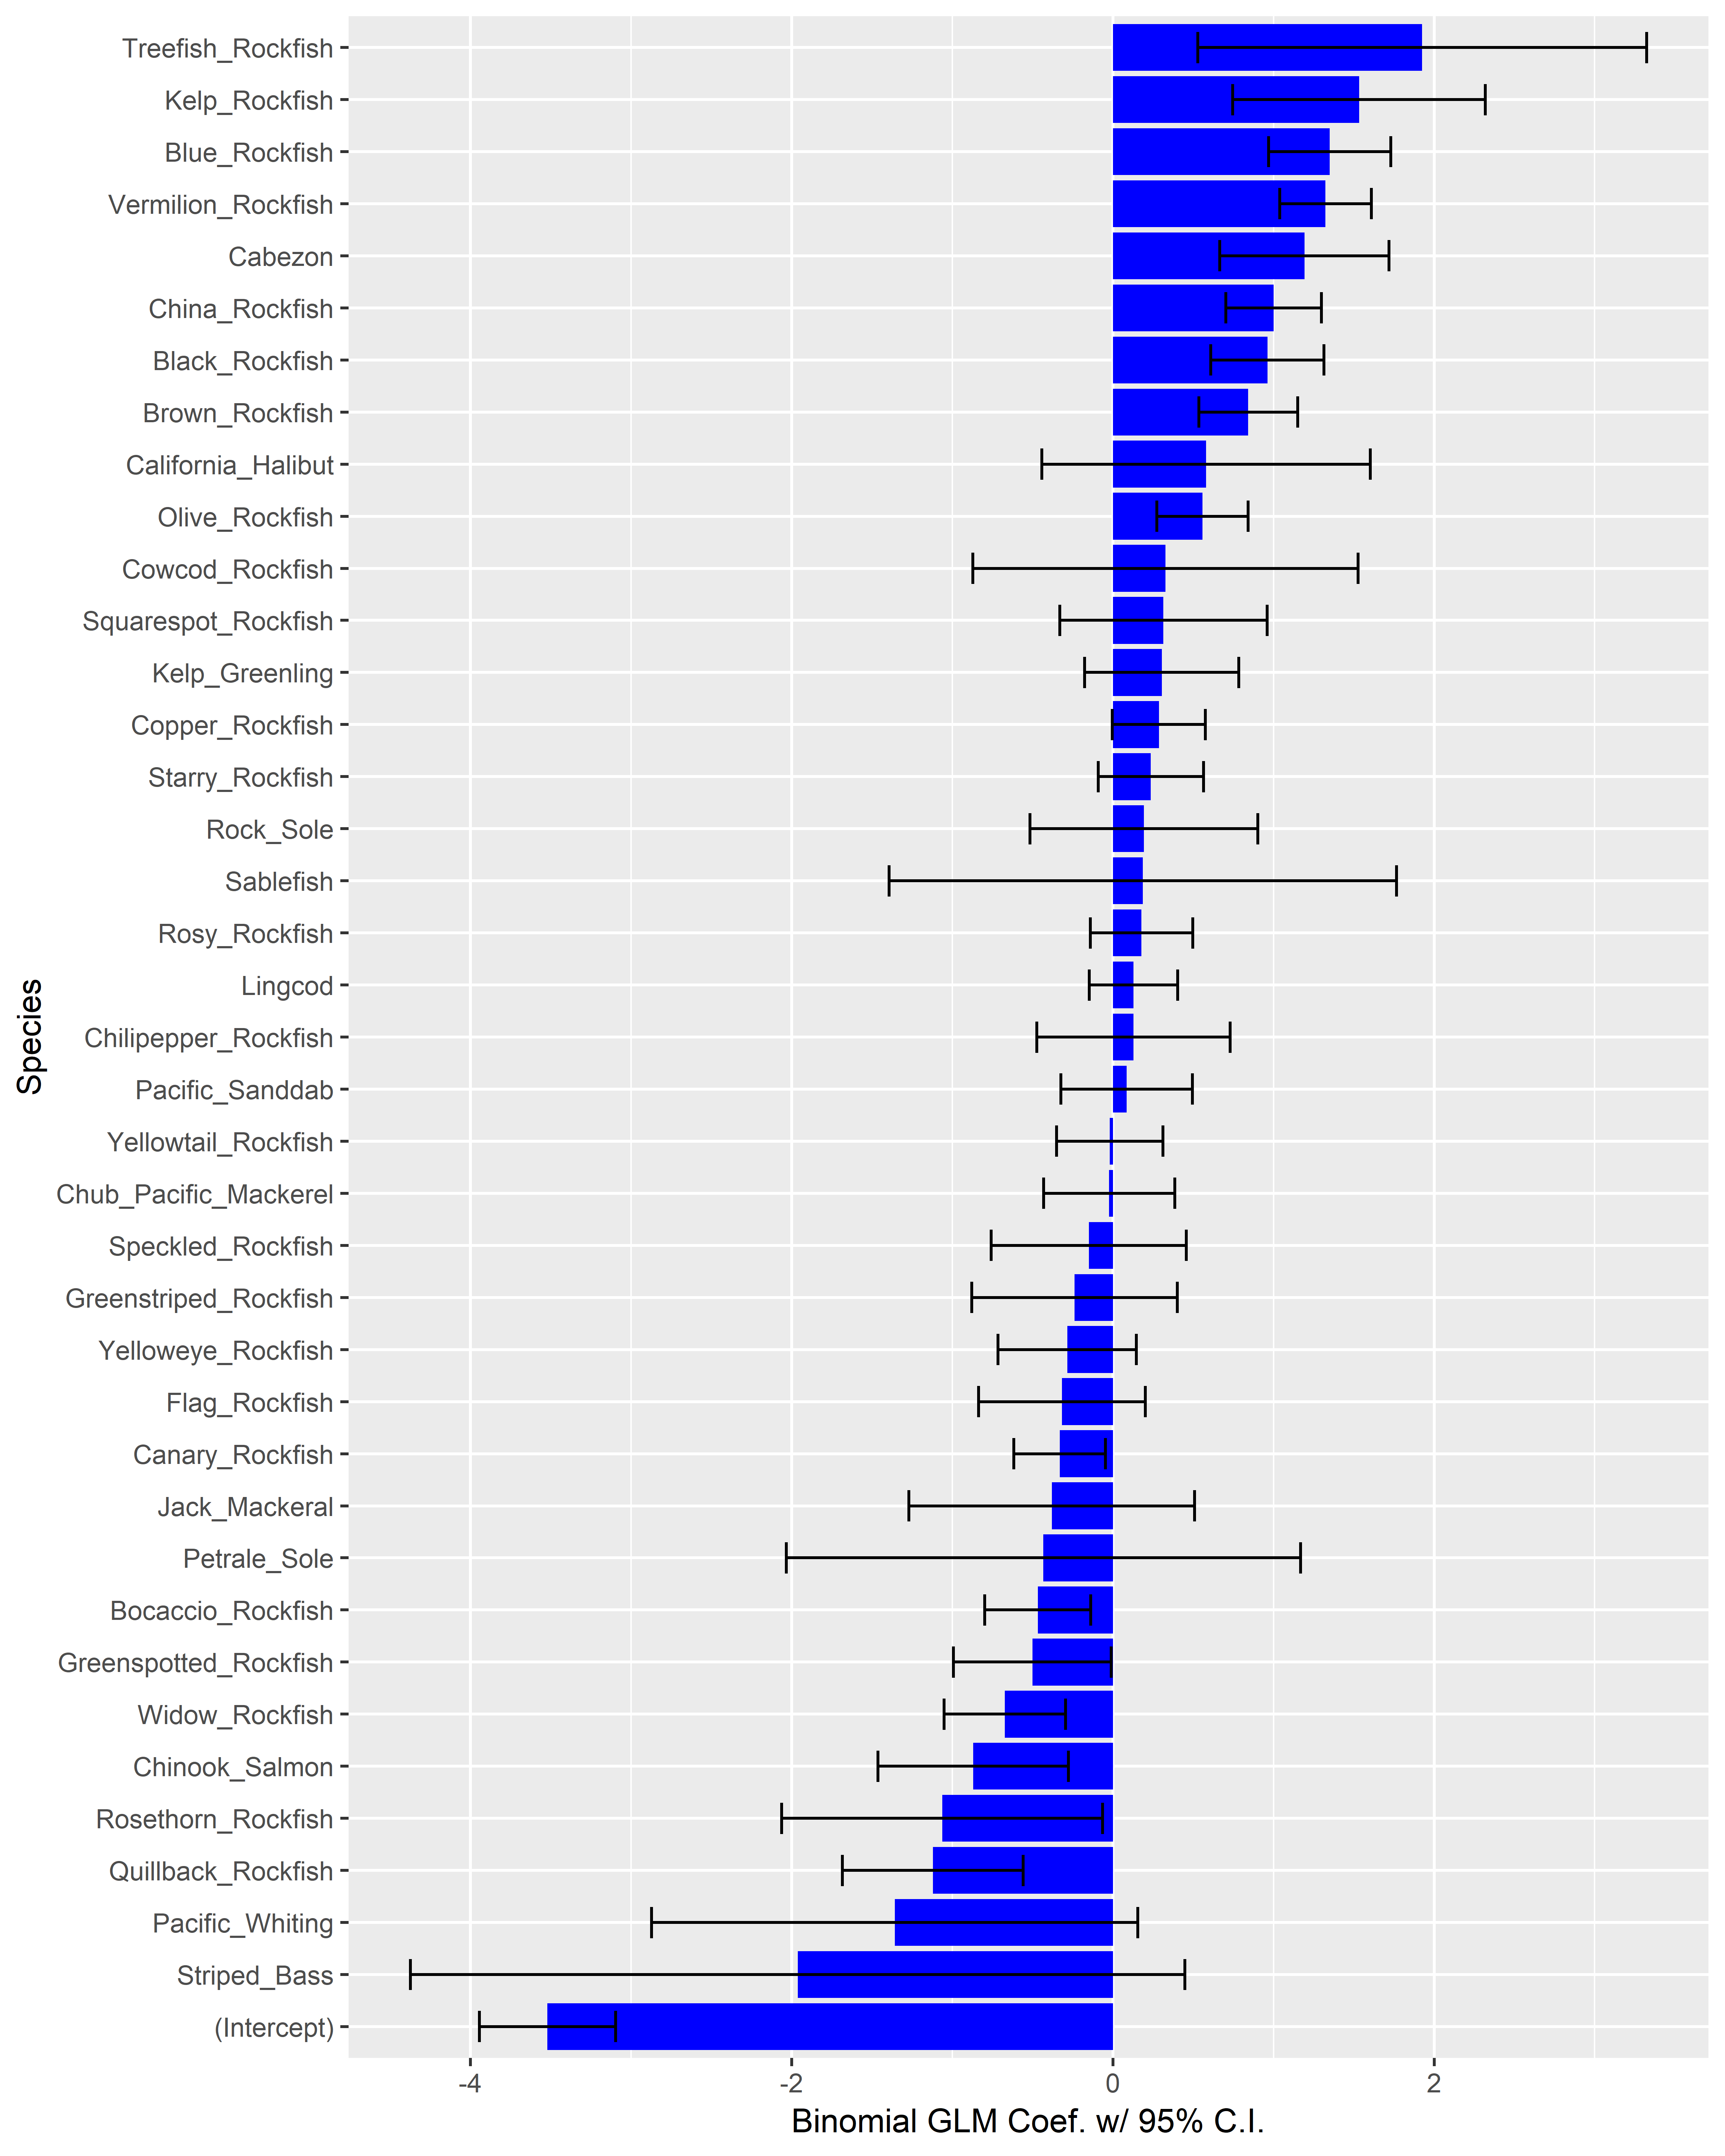 Treefish_Rockfish
Kelp_Rockfish
Blue_Rockfish
Vermilion_Rockfish
Cabezon
China_Rockfish
Black_Rockfish
Brown_Rockfish
California_Halibut
Olive_Rockfish
Cowcod_Rockfish
Squarespot_Rockfish
Kelp_Greenling
Copper_Rockfish
Starry_Rockfish
Rock_Sole
Sablefish
Rosy_Rockfish
Lingcod
Chilipepper_Rockfish
Pacific_Sanddab
Yellowtail_Rockfish
Chub_Pacific_Mackerel
Speckled_Rockfish
Greenstriped_Rockfish
Yelloweye_Rockfish
Flag_Rockfish
Canary_Rockfish
Jack_Mackeral
Petrale_Sole
Bocaccio_Rockfish
Greenspotted_Rockfish
Widow_Rockfish
Chinook_Salmon
Rosethorn_Rockfish
Quillback_Rockfish
Pacific_Whiting
Striped_Bass
(Intercept)
Species
-4 -2 0 2
Binomial GLM Coef. w/ 95% C.I.